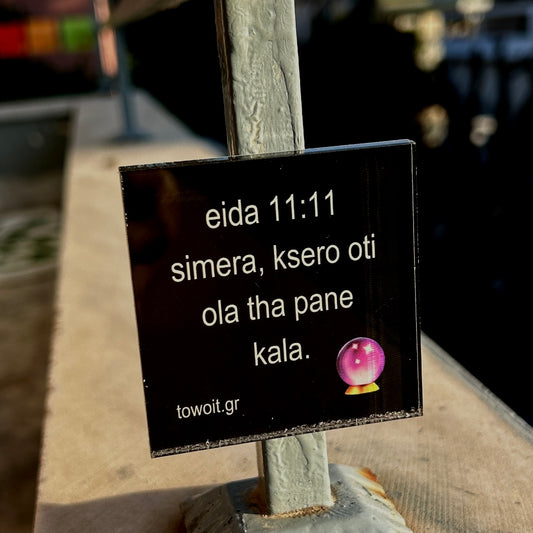 eida 11:11
simera, ksero oti
ola tha pane
kala.
towoit.gr